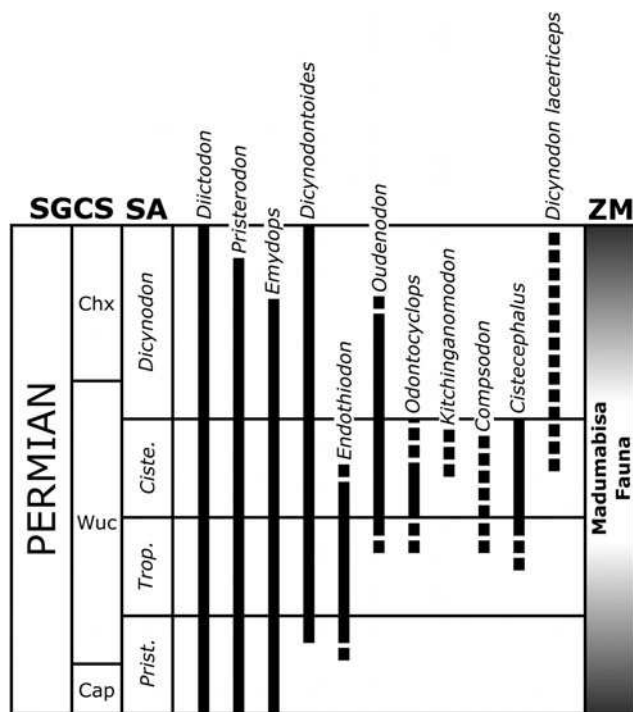 SGCS SA
Diictodon
Pristerodon
Emydops
Dicynodontoides
Endothiodon
Oudenodon
Odontocyclops
Kitchinganomodon
Compsodon
Cistecephalus
Dicynodon lacerticeps
ZM
PERMIAN
Chx
Wuc
Cap
Dicynodon
Ciste.
Trop.
Prist.
Madumabisa
Fauna